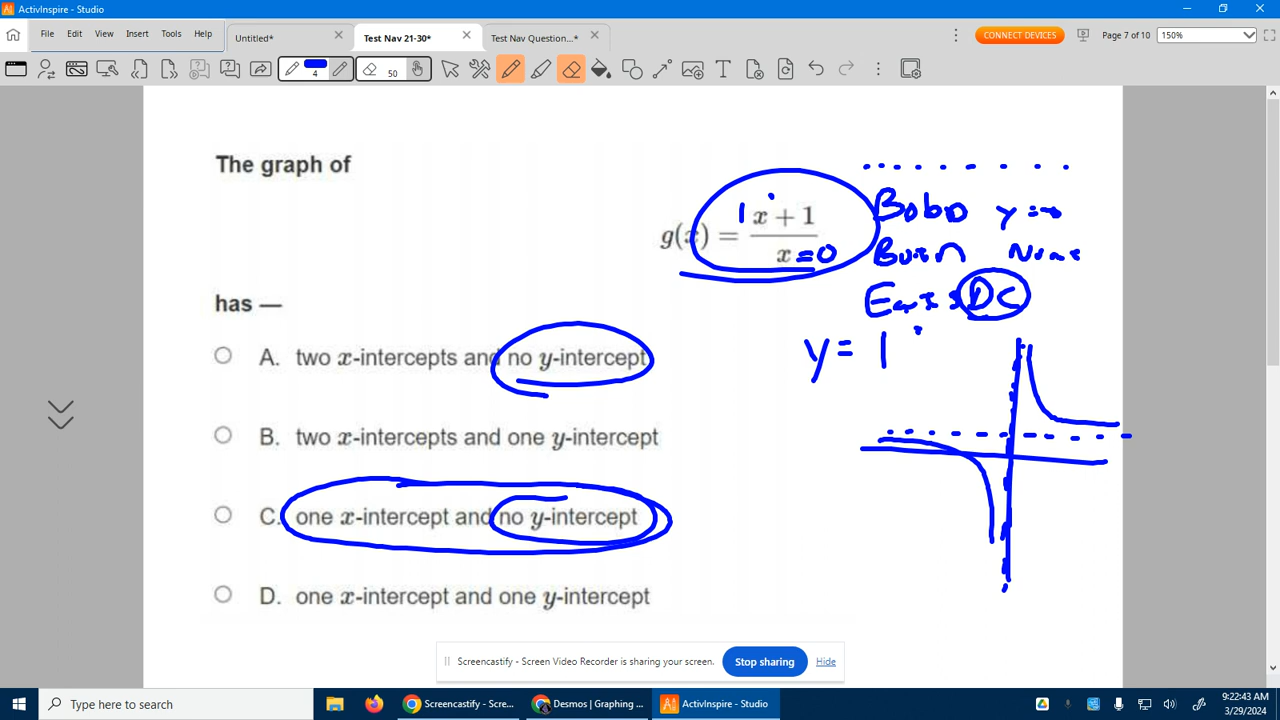 ActivInspire - Studio
File Edit View Insert Tools Help
Untitled* Test Nav 21-30* Test Nav Question...*
CONNECT DEVICES Page 7 of 10 150%
4 50
The graph of
g(x) = x + 1 / x
1
=0
has —
A. two x-intercepts and no y-intercept
B. two x-intercepts and one y-intercept
C. one x-intercept and no y-intercept
D. one x-intercept and one y-intercept
Bobo y=o
DC
y = 1
Screencastify - Screen Video Recorder is sharing your screen. Stop sharing Hide
Type here to search
Screencastify - Scre... Desmos | Graphing ... ActivInspire - Studio
9:22:43 AM
3/29/2024